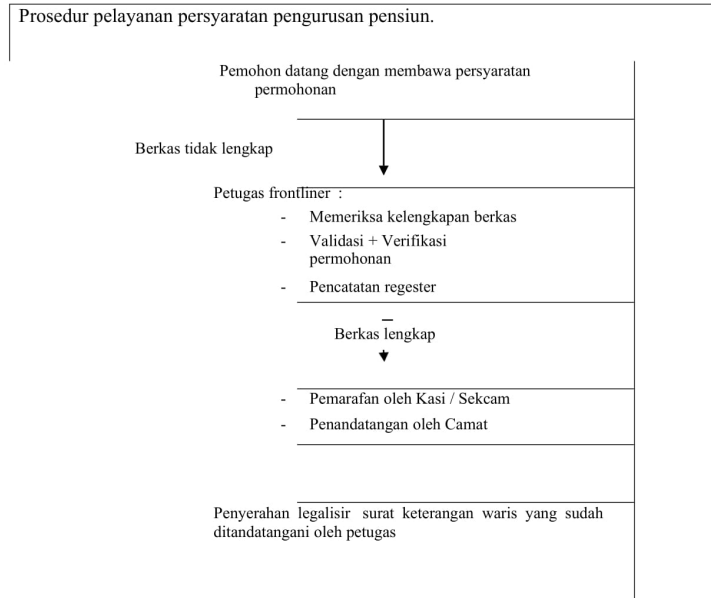 Prosedur pelayanan persyaratan pengurusan pensiun.
Pemohon datang dengan membawa persyaratan
permohonan
Berkas tidak lengkap
Petugas frontliner :
- Memeriksa kelengkapan berkas
- Validasi + Verifikasi
permohonan
- Pencatatan regester
Berkas lengkap
- Pemarafan oleh Kasi / Sekcam
- Penandatangan oleh Camat
Penyerahan legalisir surat keterangan waris yang sudah
ditandatangani oleh petugas